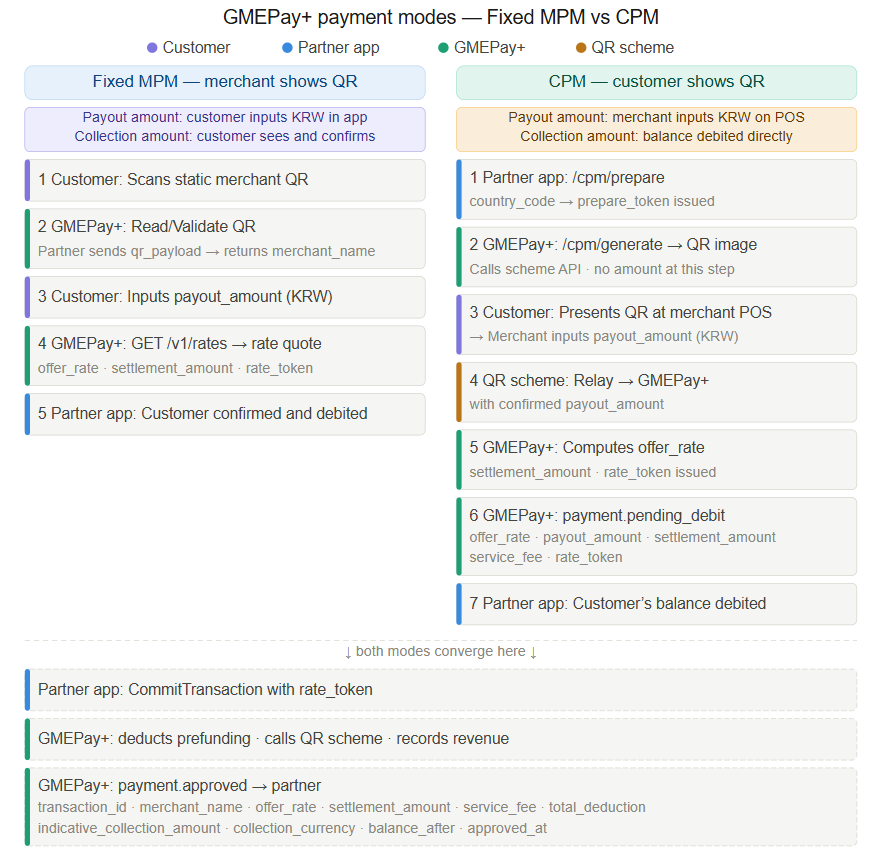 GMEPay+ payment modes — Fixed MPM vs CPM
Customer
Partner app
GMEPay+
QR scheme
Fixed MPM — merchant shows QR
Payout amount: customer inputs KRW in app
Collection amount: customer sees and confirms
1 Customer: Scans static merchant QR
2 GMEPay+: Read/Validate QR
Partner sends qr_payload → returns merchant_name
3 Customer: Inputs payout_amount (KRW)
4 GMEPay+: GET /v1/rates → rate quote
offer_rate · settlement_amount · rate_token
5 Partner app: Customer confirmed and debited
CPM — customer shows QR
Payout amount: merchant inputs KRW on POS
Collection amount: balance debited directly
1 Partner app: /cpm/prepare
country_code → prepare_token issued
2 GMEPay+: /cpm/generate → QR image
Calls scheme API · no amount at this step
3 Customer: Presents QR at merchant POS
→ Merchant inputs payout_amount (KRW)
4 QR scheme: Relay → GMEPay+
with confirmed payout_amount
5 GMEPay+: Computes offer_rate
settlement_amount · rate_token issued
6 GMEPay+: payment.pending_debit
offer_rate · payout_amount · settlement_amount
service_fee · rate_token
7 Partner app: Customer’s balance debited
↓ both modes converge here ↓
Partner app: CommitTransaction with rate_token
GMEPay+: deducts prefunding · calls QR scheme · records revenue
GMEPay+: payment.approved → partner
transaction_id · merchant_name · offer_rate · settlement_amount · service_fee · total_deduction
indicative_collection_amount · collection_currency · balance_after · approved_at